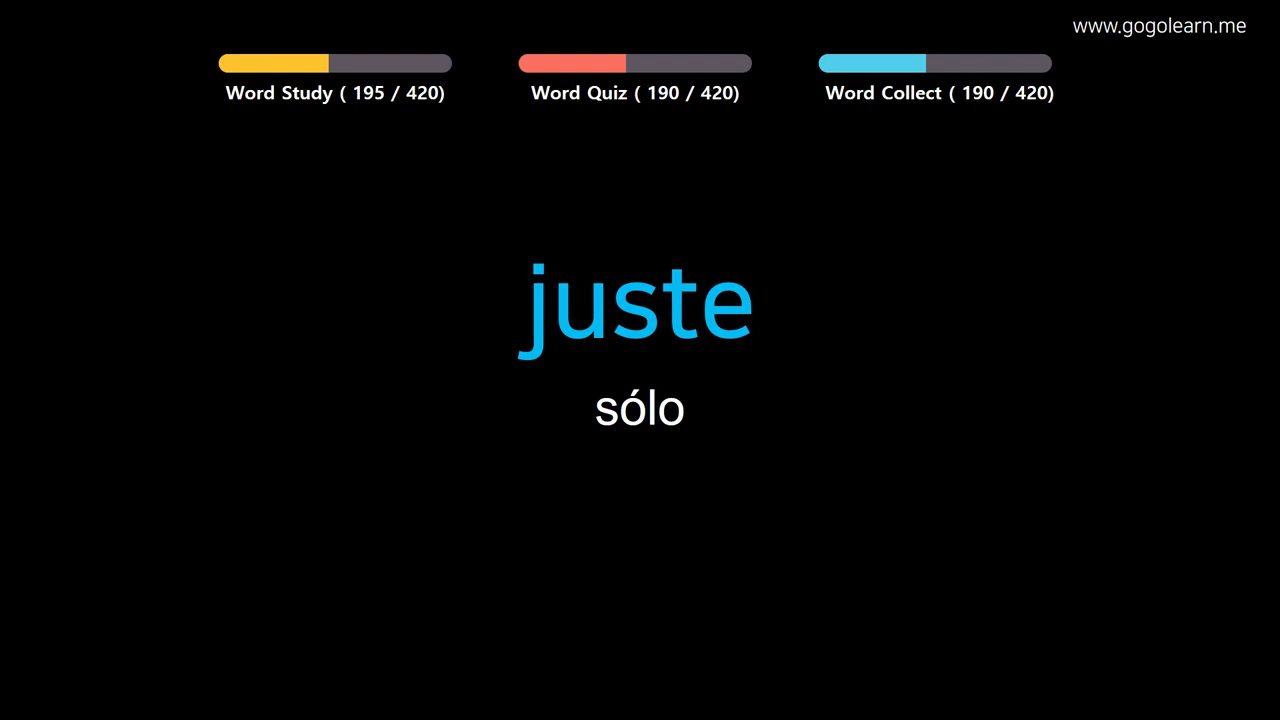 www.gogolearn.me
Word Study ( 195 / 420)
Word Quiz ( 190 / 420)
Word Collect ( 190 / 420)
juste
sólo